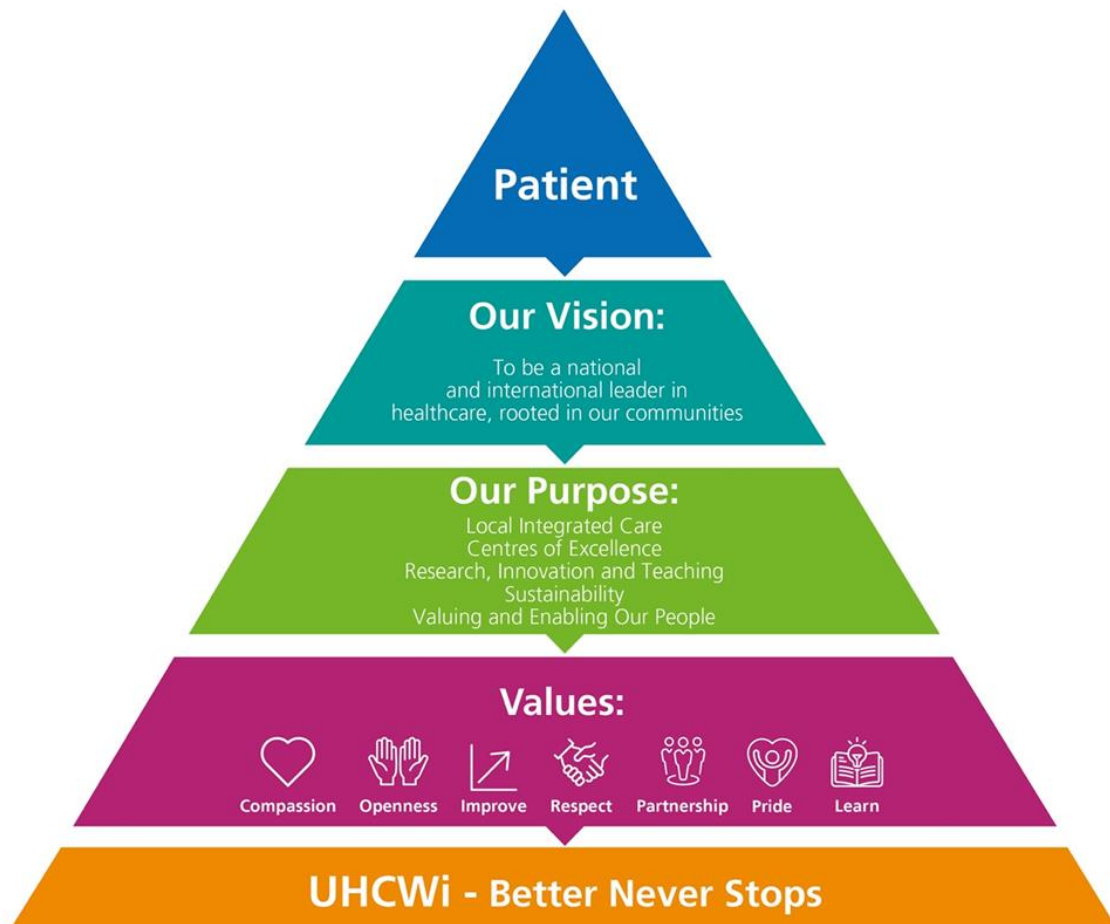 Patient
Our Vision:
To be a national
and international leader in
healthcare, rooted in our communities
Our Purpose:
Local Integrated Care
Centres of Excellence
Research, Innovation and Teaching
Sustainability
Valuing and Enabling Our People
Values:
Compassion Openness Improve Respect Partnership Pride Learn
UHCWi - Better Never Stops